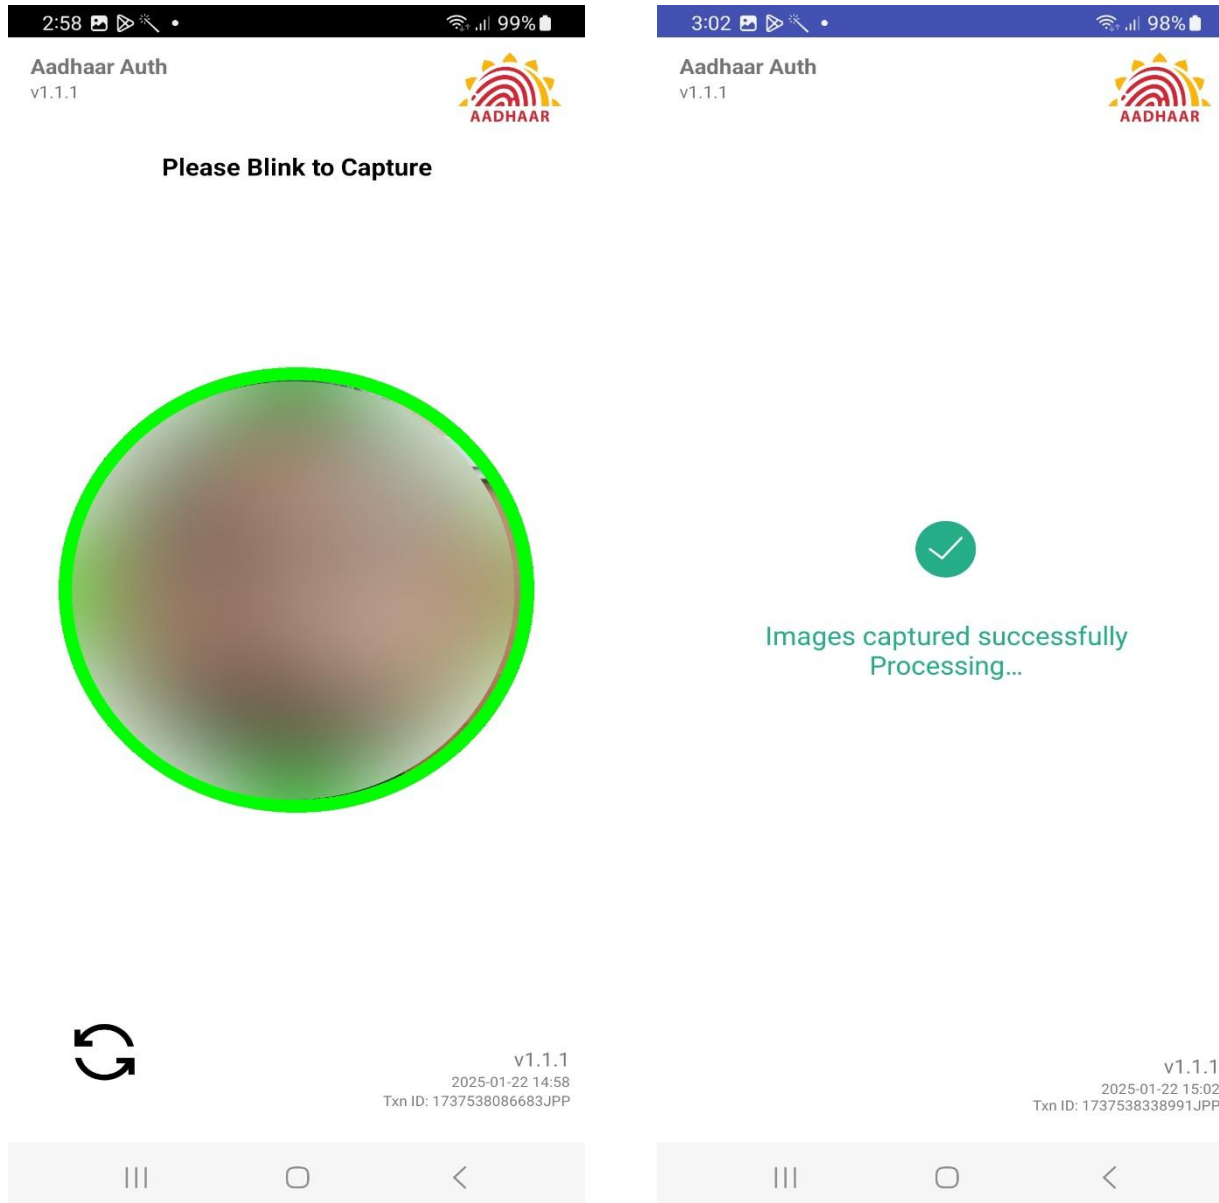 2:58 99%
Aadhaar Auth
v1.1.1
AADHAAR
Please Blink to Capture
v1.1.1
2025-01-22 14:58
Txn ID: 1737538086683JPP
3:02 98%
Aadhaar Auth
v1.1.1
AADHAAR
Images captured successfully
Processing...
v1.1.1
2025-01-22 15:02
Txn ID: 1737538338991JPP